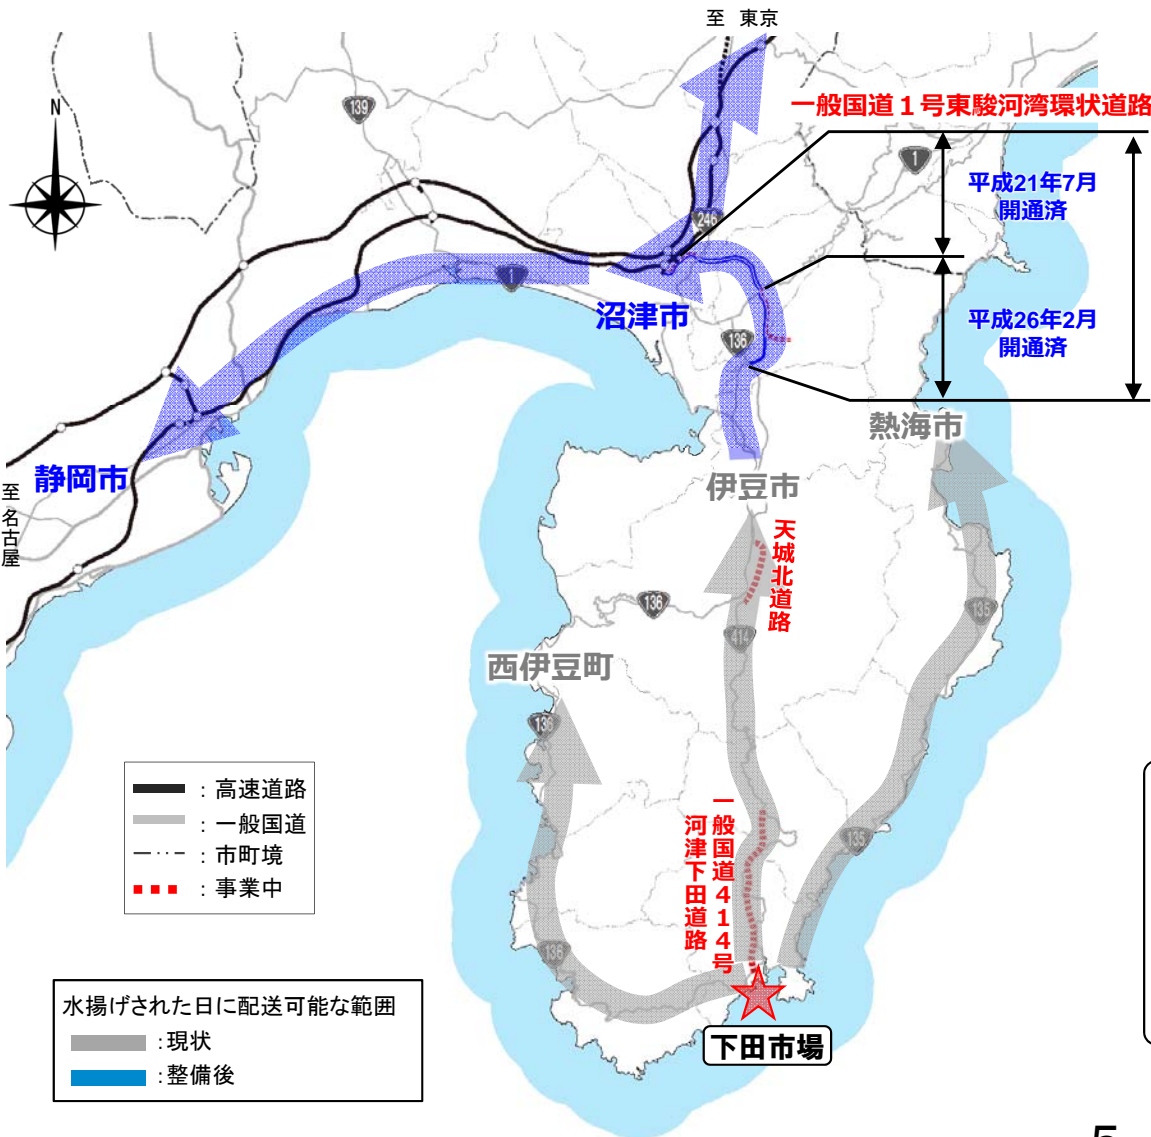 至 東京
139
N
一般国道１号東駿河湾環状道路
1
平成21年7月
開通済
246
1
沼津市
136
平成26年2月
開通済
熱海市
静岡市
至名古屋
伊豆市
天城北道路
136
135
414
西伊豆町
136
一般国道４１４号
河津下田道路
135
136
：高速道路
：一般国道
：市町境
：事業中
水揚げされた日に配送可能な範囲
：現状
：整備後
下田市場